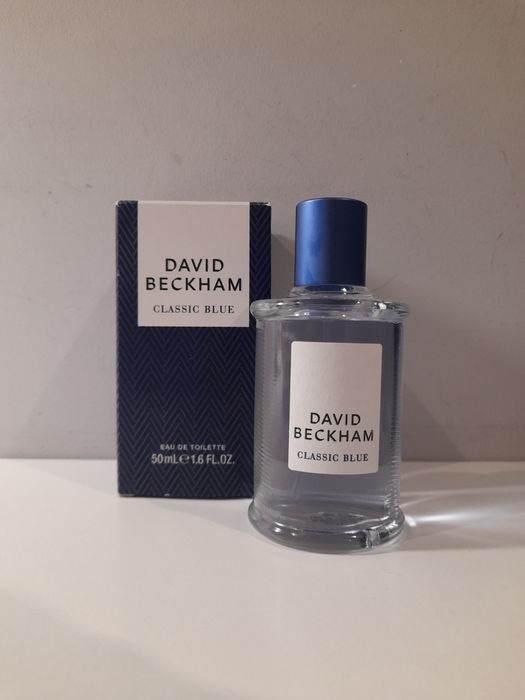 DAVID
BECKHAM
CLASSIC BLUE
EAU DE TOILETTE
50mL℮1.6 FL.OZ.
DAVID
BECKHAM
CLASSIC BLUE